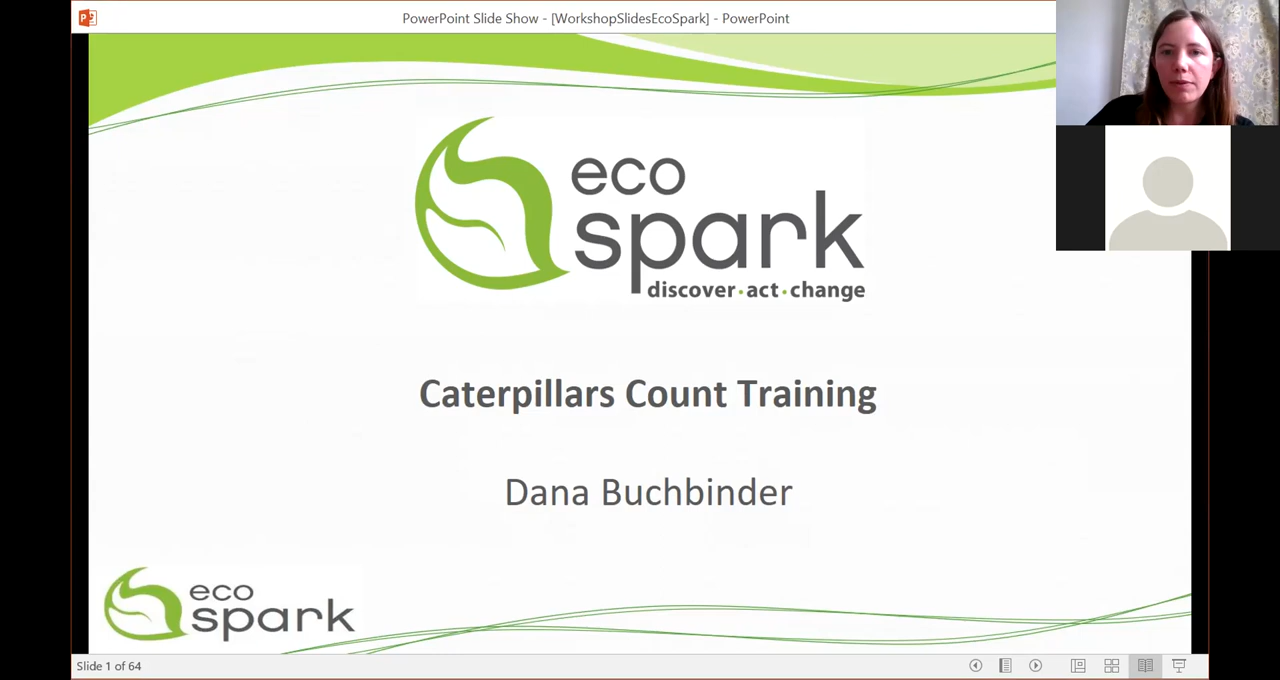 PowerPoint Slide Show - [WorkshopSlidesEcoSpark] - PowerPoint
eco
spark
discover·act·change
Caterpillars Count Training
Dana Buchbinder
eco
spark
Slide 1 of 64